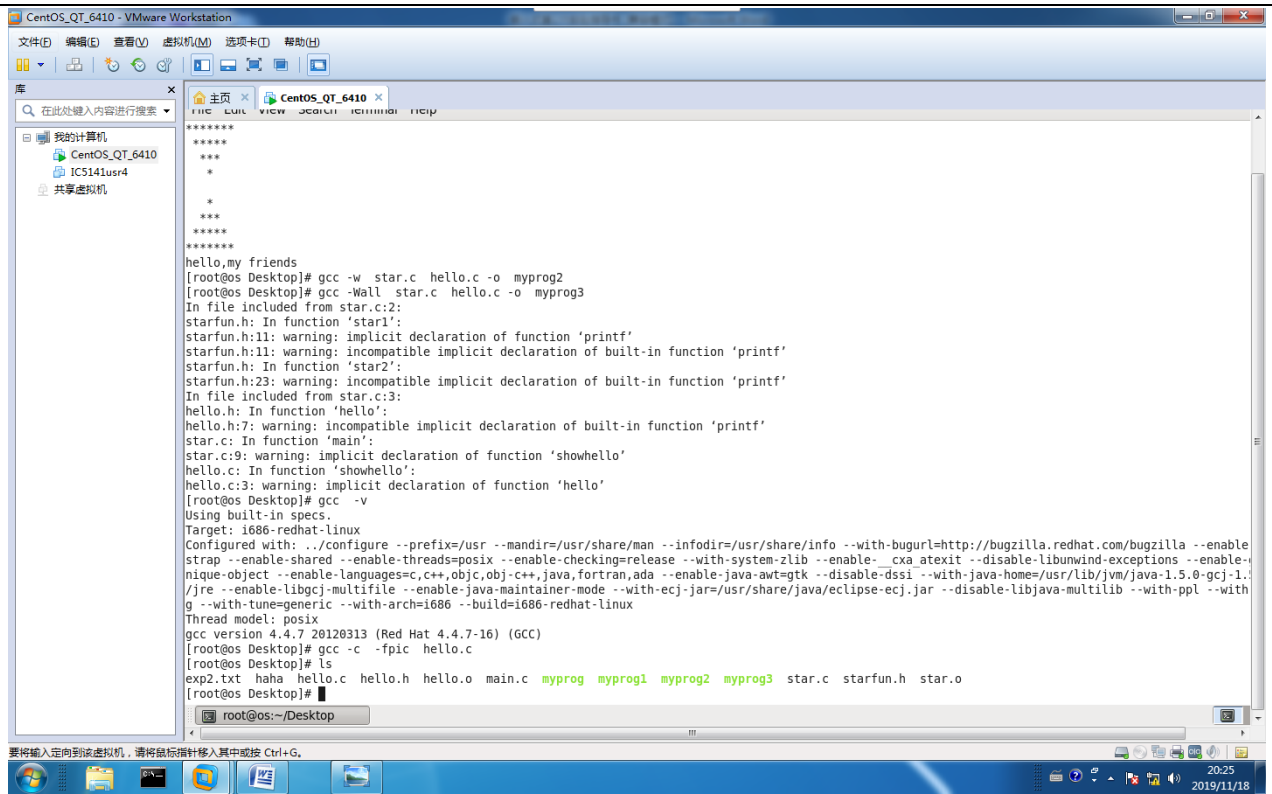 CentOS_QT_6410 - VMware Workstation
文件(F) 编辑(E) 查看(V) 虚拟机(M) 选项卡(T) 帮助(H)
库
在此处键入内容进行搜索
我的计算机
CentOS_QT_6410
IC5141usr4
共享虚拟机
主页
CentOS_QT_6410
File Edit View Search Terminal Help
*******
*****
***
*
*
***
*****
*******
hello,my friends
[root@os Desktop]# gcc -w  star.c  hello.c -o  myprog2
[root@os Desktop]# gcc -Wall  star.c  hello.c -o  myprog3
In file included from star.c:2:
starfun.h: In function ‘star1’:
starfun.h:11: warning: implicit declaration of function ‘printf’
starfun.h:11: warning: incompatible implicit declaration of built-in function ‘printf’
starfun.h: In function ‘star2’:
starfun.h:23: warning: incompatible implicit declaration of built-in function ‘printf’
In file included from star.c:3:
hello.h: In function ‘hello’:
hello.h:7: warning: incompatible implicit declaration of built-in function ‘printf’
star.c: In function ‘main’:
star.c:9: warning: implicit declaration of function ‘showhello’
hello.c: In function ‘showhello’:
hello.c:3: warning: implicit declaration of function ‘hello’
[root@os Desktop]# gcc  -v
Using built-in specs.
Target: i686-redhat-linux
Configured with: ../configure --prefix=/usr --mandir=/usr/share/man --infodir=/usr/share/info --with-bugurl=http://bugzilla.redhat.com/bugzilla --enable
strap --enable-shared --enable-threads=posix --enable-checking=release --with-system-zlib --enable-__cxa_atexit --disable-libunwind-exceptions --enable-
nique-object --enable-languages=c,c++,objc,obj-c++,java,fortran,ada --enable-java-awt=gtk --disable-dssi --with-java-home=/usr/lib/jvm/java-1.5.0-gcj-1.
/jre --enable-libgcj-multifile --enable-java-maintainer-mode --with-ecj-jar=/usr/share/java/eclipse-ecj.jar --disable-libjava-multilib --with-ppl --with
g --with-tune=generic --with-arch=i686 --build=i686-redhat-linux
Thread model: posix
gcc version 4.4.7 20120313 (Red Hat 4.4.7-16) (GCC)
[root@os Desktop]# gcc -c  -fpic  hello.c
[root@os Desktop]# ls
exp2.txt  haha  hello.c  hello.h  hello.o  main.c  myprog  myprog1  myprog2  myprog3  star.c  starfun.h  star.o
[root@os Desktop]#
root@os:~/Desktop
要将输入定向到该虚拟机，请将鼠标指针移入其中或按 Ctrl+G。
20:25
2019/11/18